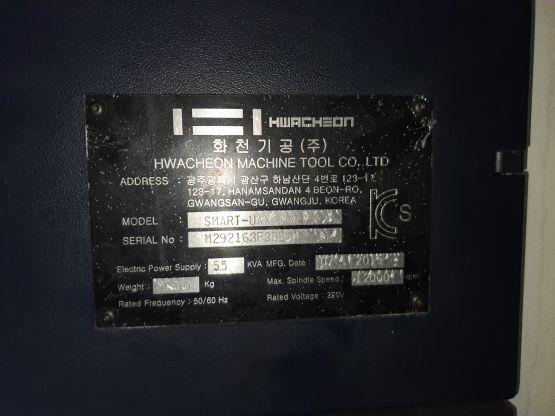 HWACHEON
화 천 기 공 (주)
HWACHEON MACHINE TOOL CO., LTD
ADDRESS : 광주광역시 광산구 하남산단 4번로 123-17,
123-17, HANAMSANDAN 4 BEON-RO,
GWANGSAN-GU, GWANGJU, KOREA
MODEL : 
SERIAL No :
Electric Power Supply : 55 KVA MFG. Date :
Weight : Kg Max. Spindle Speed : rpm
Rated Frequency : 50/60 Hz Rated Voltage : 220V